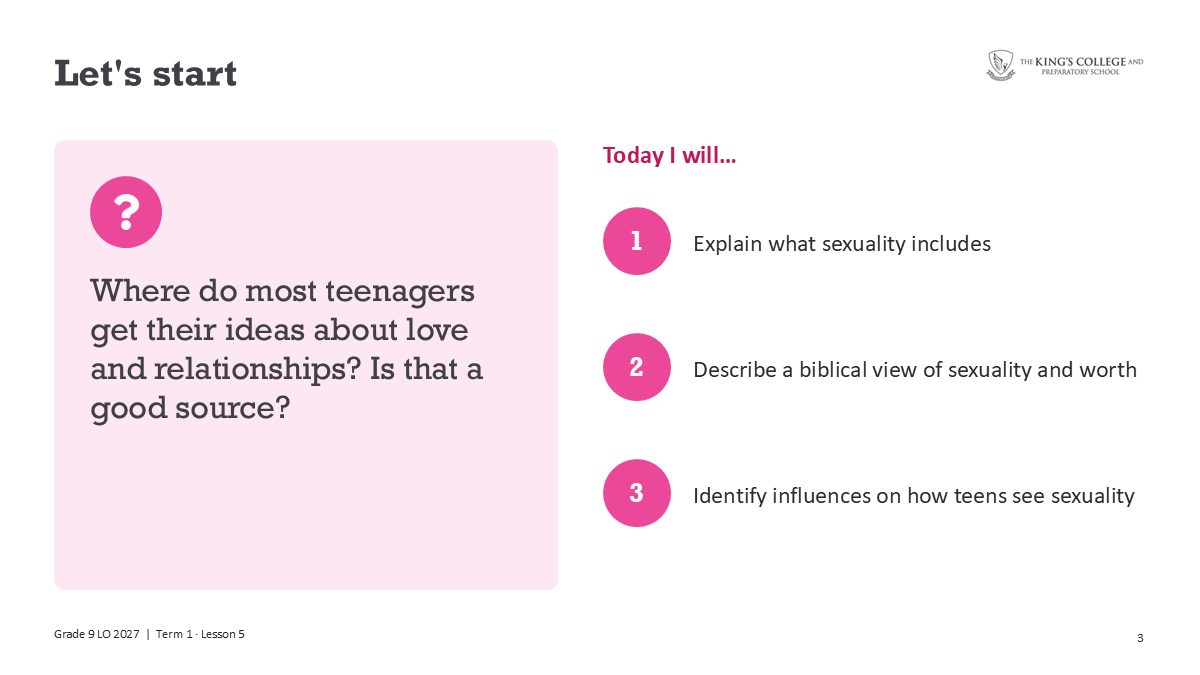 Let's start
THE KING'S COLLEGE AND
PREPARATORY SCHOOL
?
Where do most teenagers
get their ideas about love
and relationships? Is that a
good source?
Today I will...
1
Explain what sexuality includes
2
Describe a biblical view of sexuality and worth
3
Identify influences on how teens see sexuality
Grade 9 LO 2027 | Term 1 · Lesson 5
3